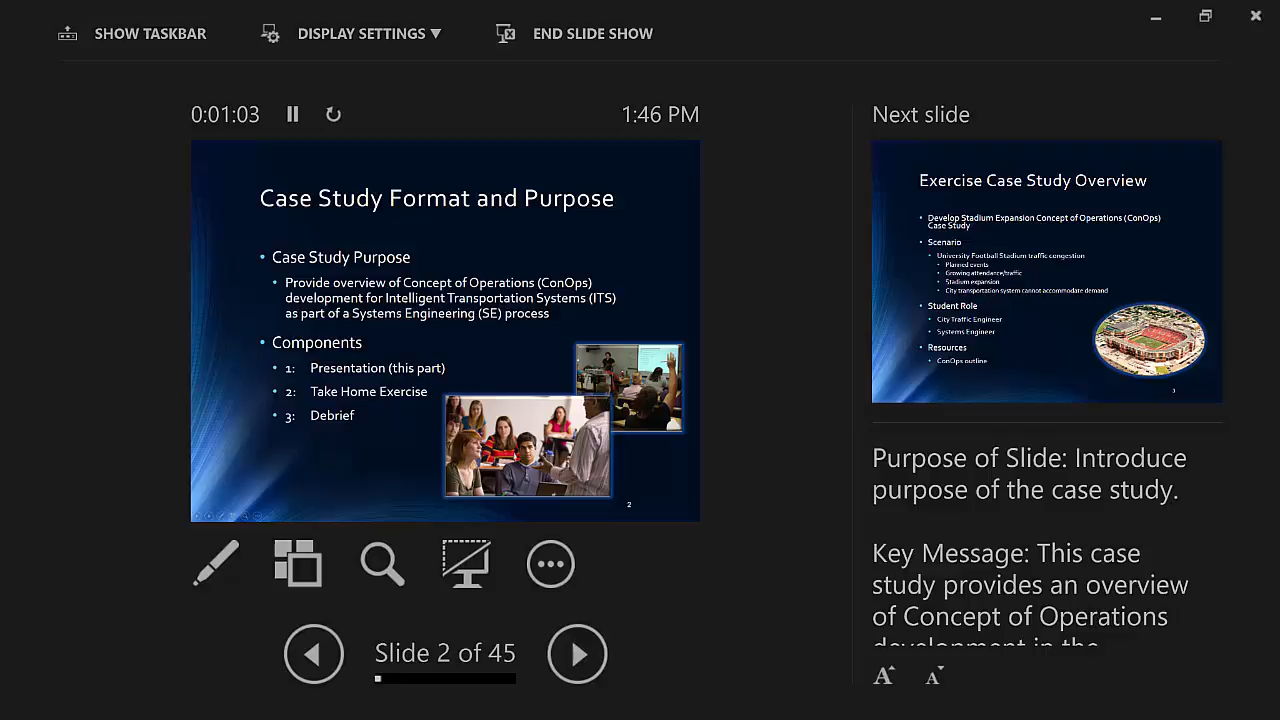 SHOW TASKBAR
DISPLAY SETTINGS ▼
END SLIDE SHOW
0:01:03
1:46 PM
Case Study Format and Purpose
• Case Study Purpose
• Provide overview of Concept of Operations (ConOps)
development for Intelligent Transportation Systems (ITS)
as part of a Systems Engineering (SE) process
• Components
• 1: Presentation (this part)
• 2: Take Home Exercise
• 3: Debrief
2
Slide 2 of 45
Next slide
Exercise Case Study Overview
• Develop Stadium Expansion Concept of Operations (ConOps)
Case Study
• Scenario
• University Football Stadium traffic congestion
• Planned events
• Growing attendance/traffic
• Stadium expansion
• City transportation system cannot accommodate demand
• Student Role
• City Traffic Engineer
• Systems Engineer
• Resources
• ConOps outline
3
Purpose of Slide: Introduce
purpose of the case study.
Key Message: This case
study provides an overview
of Concept of Operations
development in the
A A